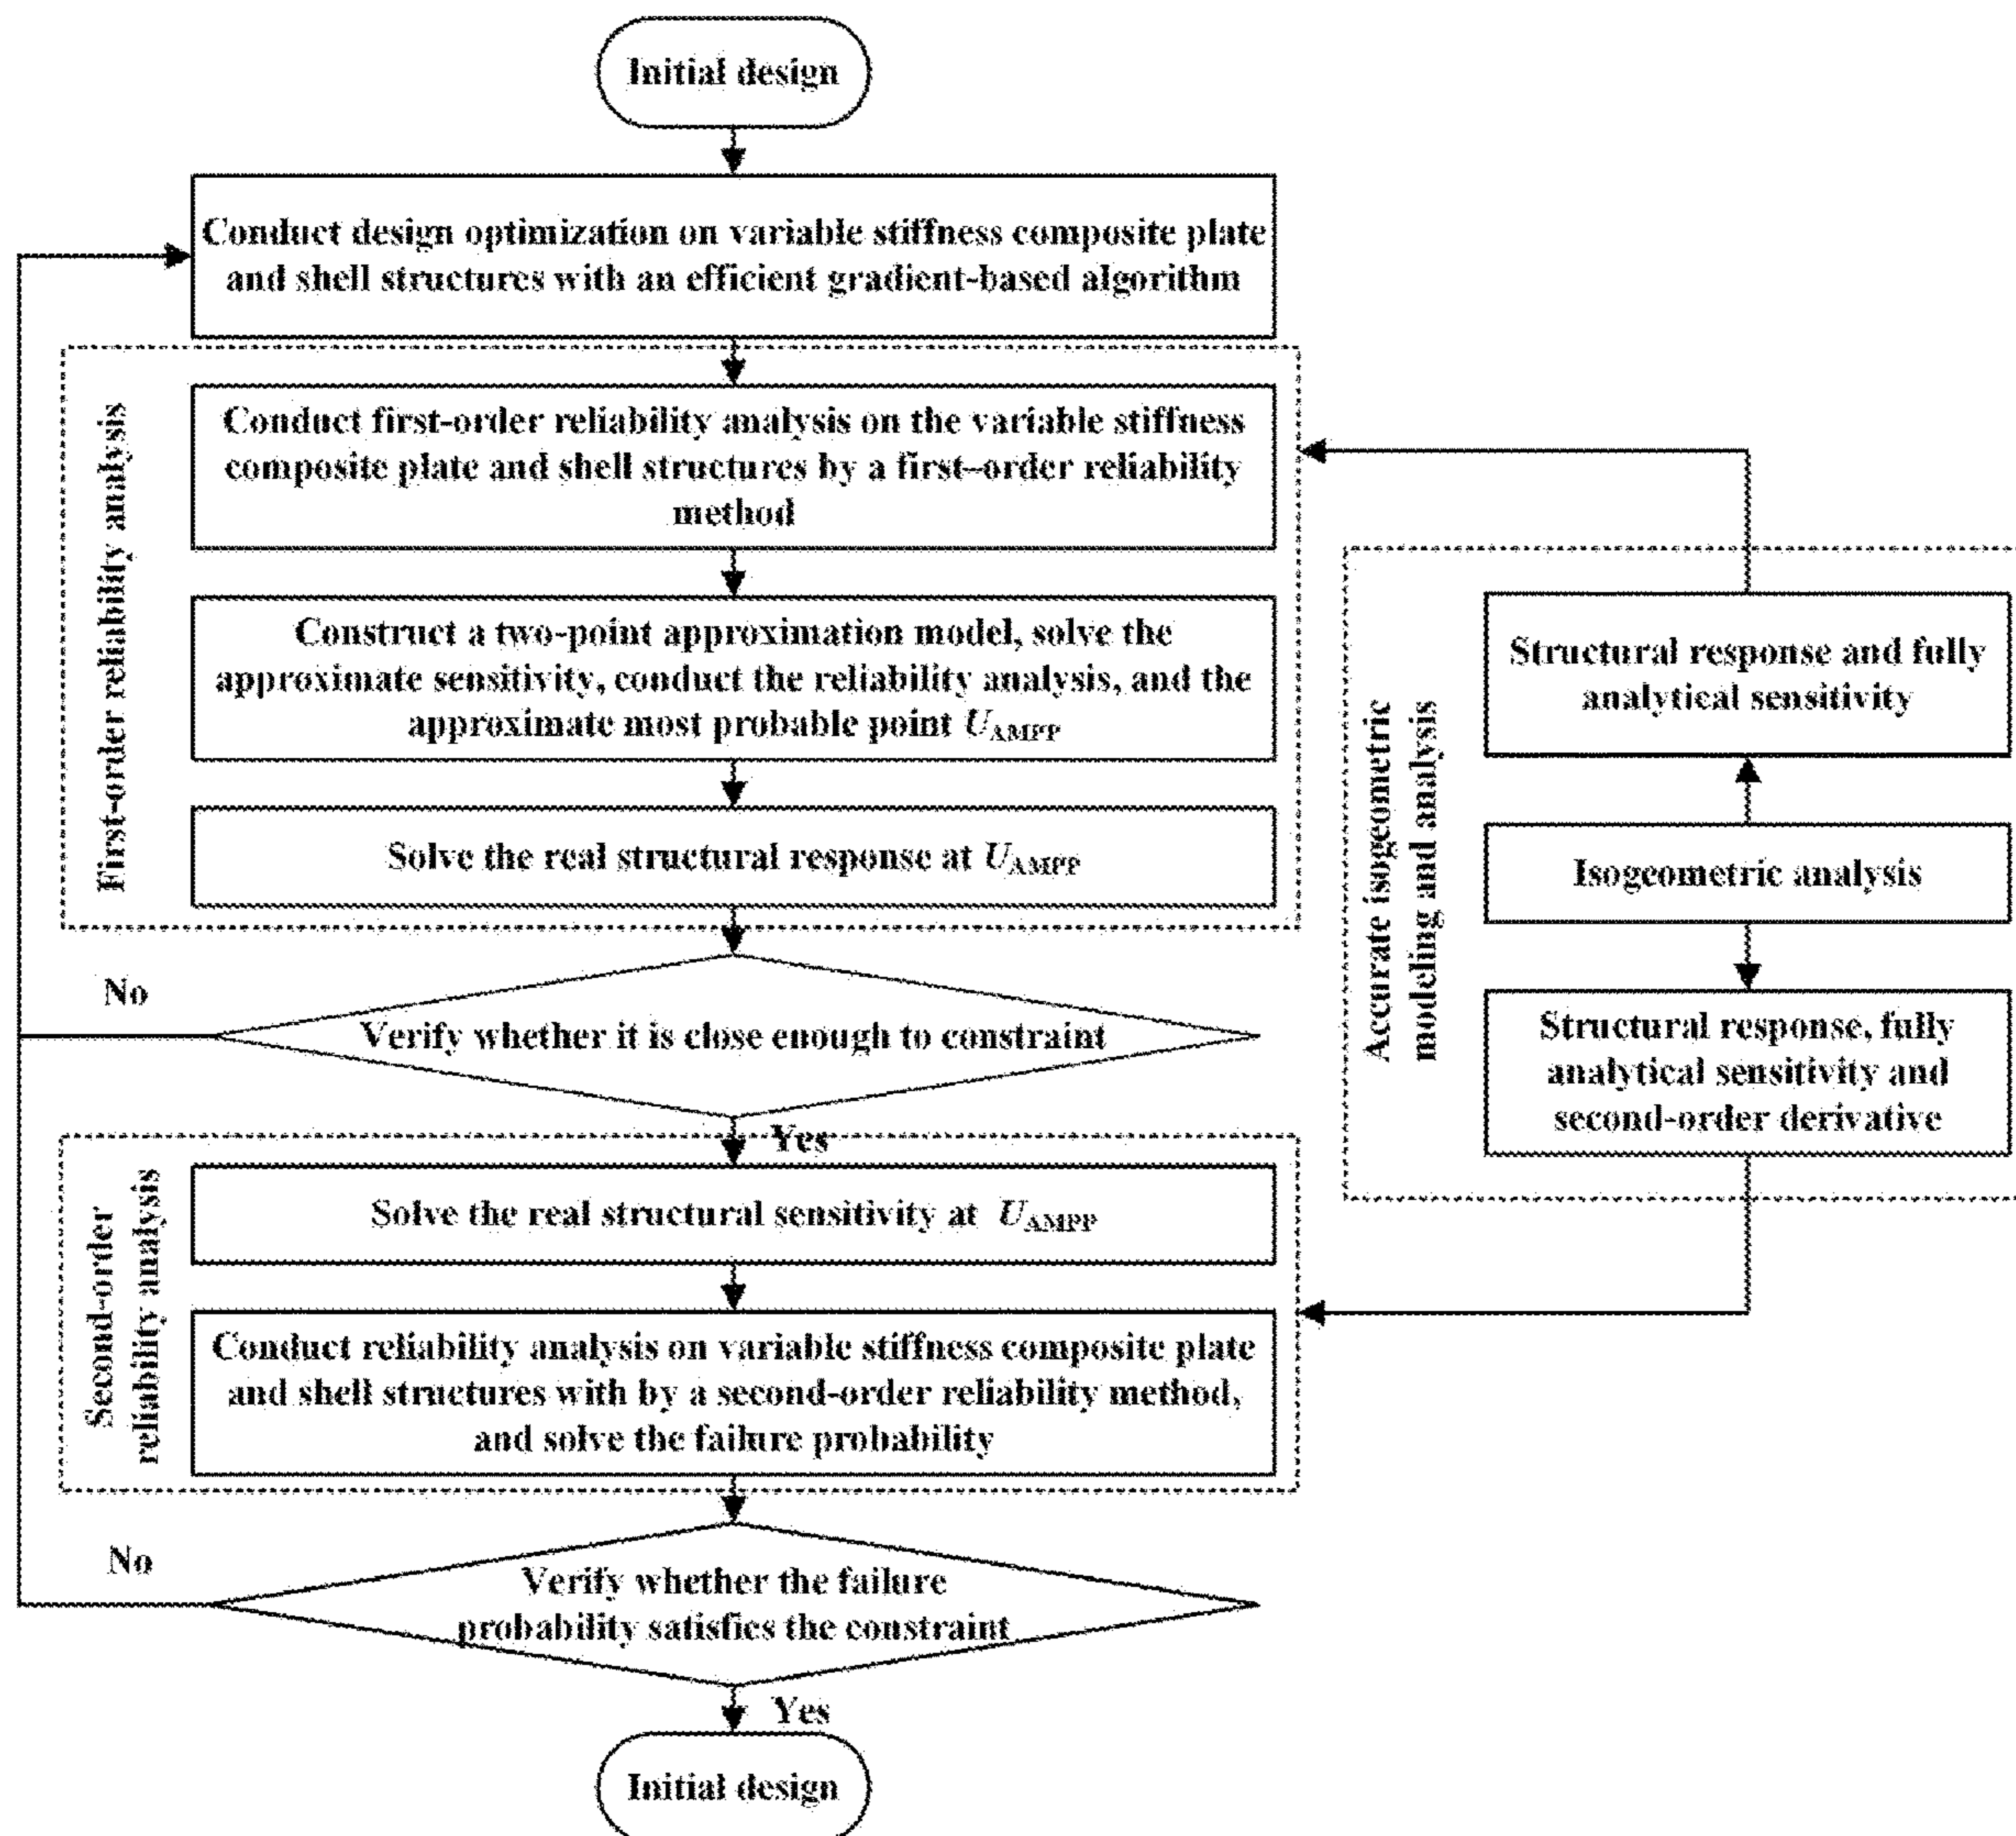 Initial design
Conduct design optimization on variable stiffness composite plate
and shell structures with an efficient gradient-based algorithm
First-order reliability analysis
Conduct first-order reliability analysis on the variable stiffness
composite plate and shell structures by a first-order reliability
method
Construct a two-point approximation model, solve the
approximate sensitivity, conduct the reliability analysis, and the
approximate most probable point UAMPP
Solve the real structural response at UAMPP
No
Verify whether it is close enough to constraint
Yes
Second-order
reliability analysis
Solve the real structural sensitivity at UAMPP
Conduct reliability analysis on variable stiffness composite plate
and shell structures with by a second-order reliability method,
and solve the failure probability
No
Verify whether the failure
probability satisfies the constraint
Yes
Initial design
Accurate isogeometric
modeling and analysis
Structural response and fully
analytical sensitivity
Isogeometric analysis
Structural response, fully
analytical sensitivity and
second-order derivative